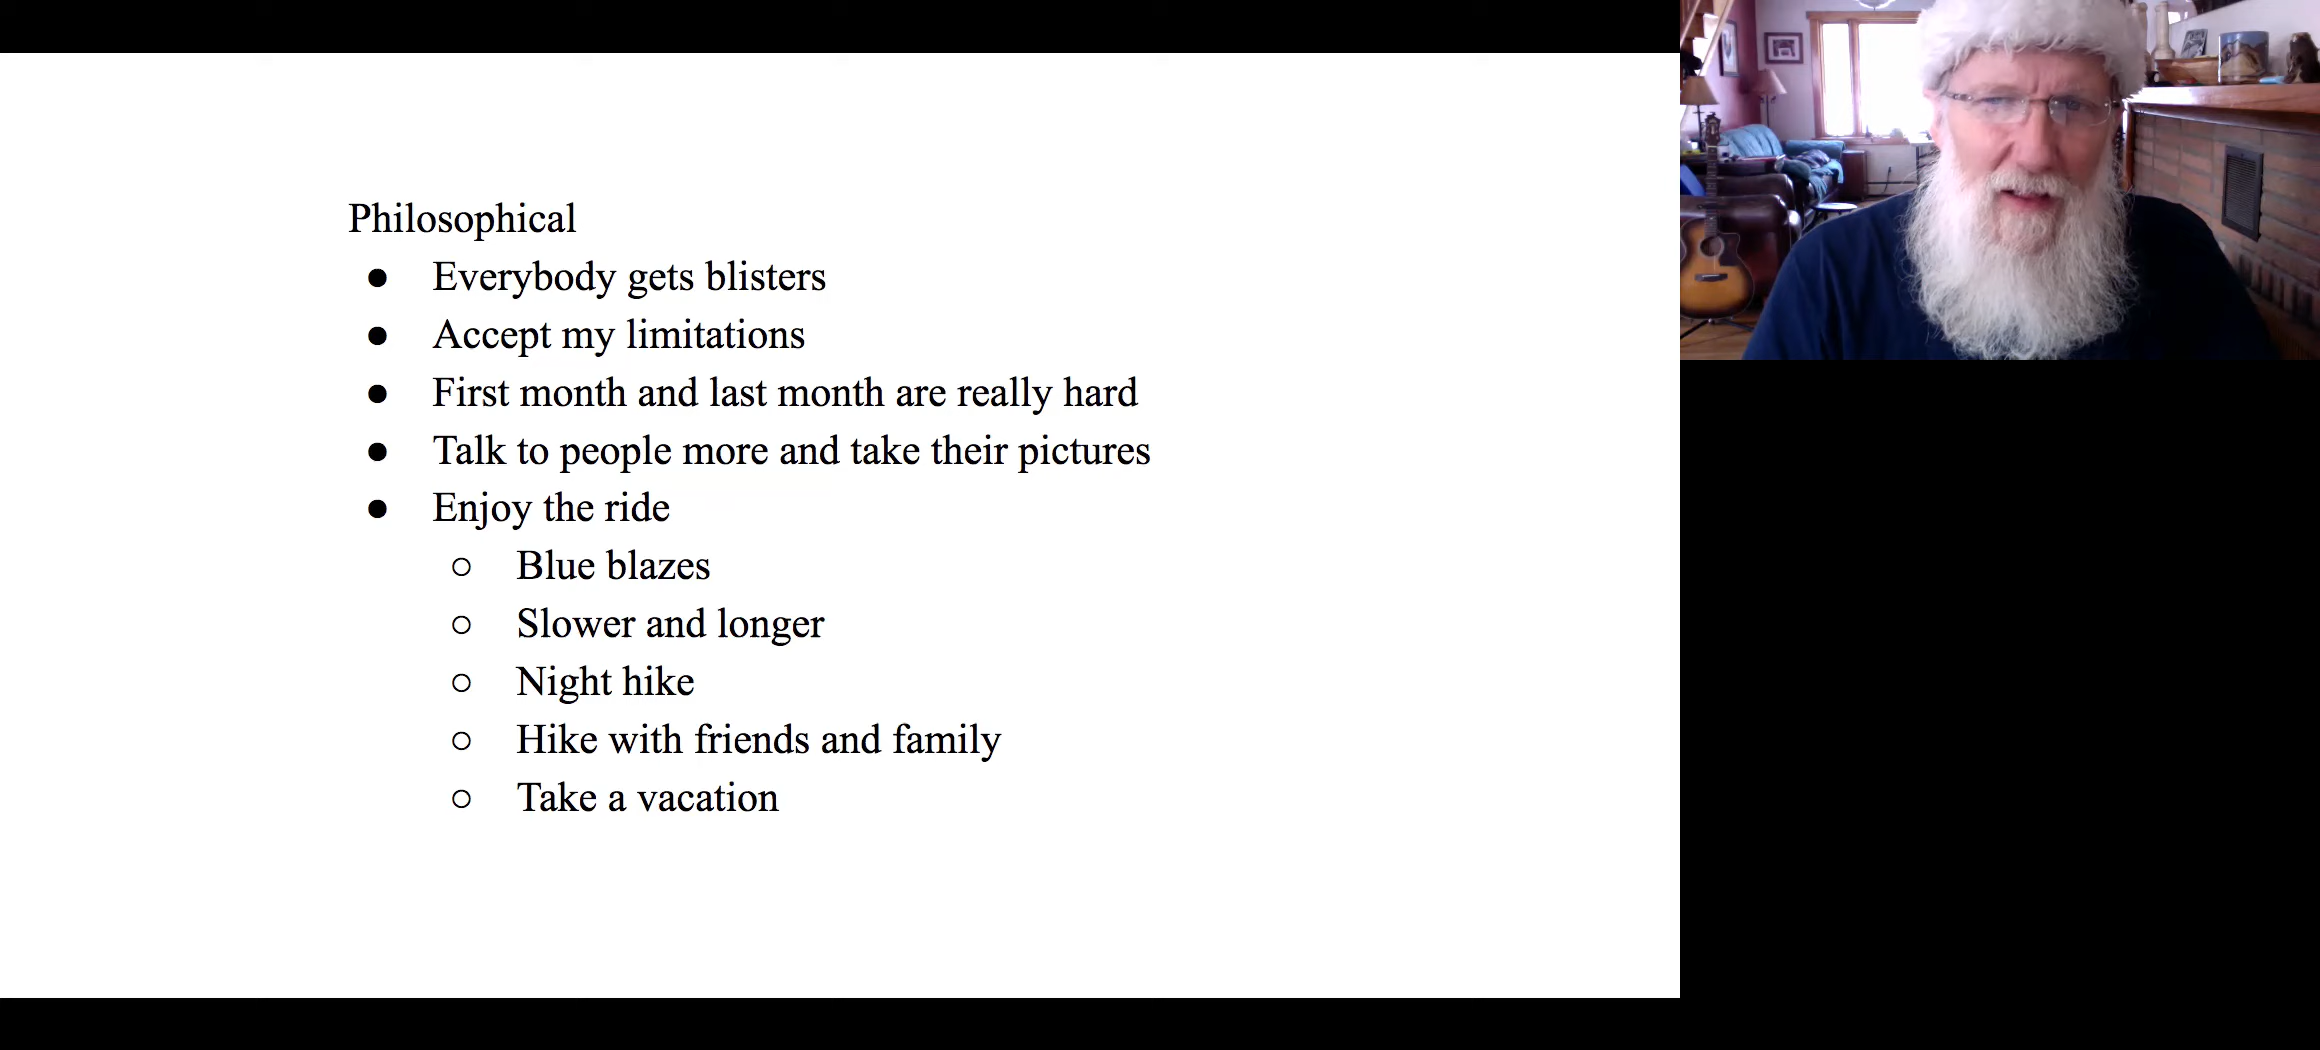 Philosophical
● Everybody gets blisters
● Accept my limitations
● First month and last month are really hard
● Talk to people more and take their pictures
● Enjoy the ride
○ Blue blazes
○ Slower and longer
○ Night hike
○ Hike with friends and family
○ Take a vacation